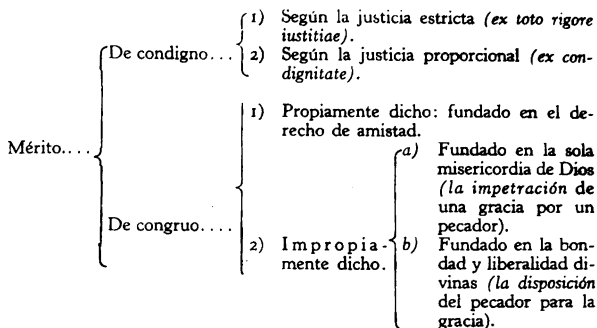 Mérito....
De condigno...
1) Según la justicia estricta (ex toto rigore
iustitiae).
2) Según la justicia proporcional (ex con-
dignitate).
De congruo....
1) Propiamente dicho: fundado en el de-
recho de amistad.
2) Impropia-
mente dicho.
a) Fundado en la sola
misericordia de Dios
(la impetración de
una gracia por un
pecador).
b) Fundado en la bon-
dad y liberalidad di-
vinas (la disposición
del pecador para la
gracia).